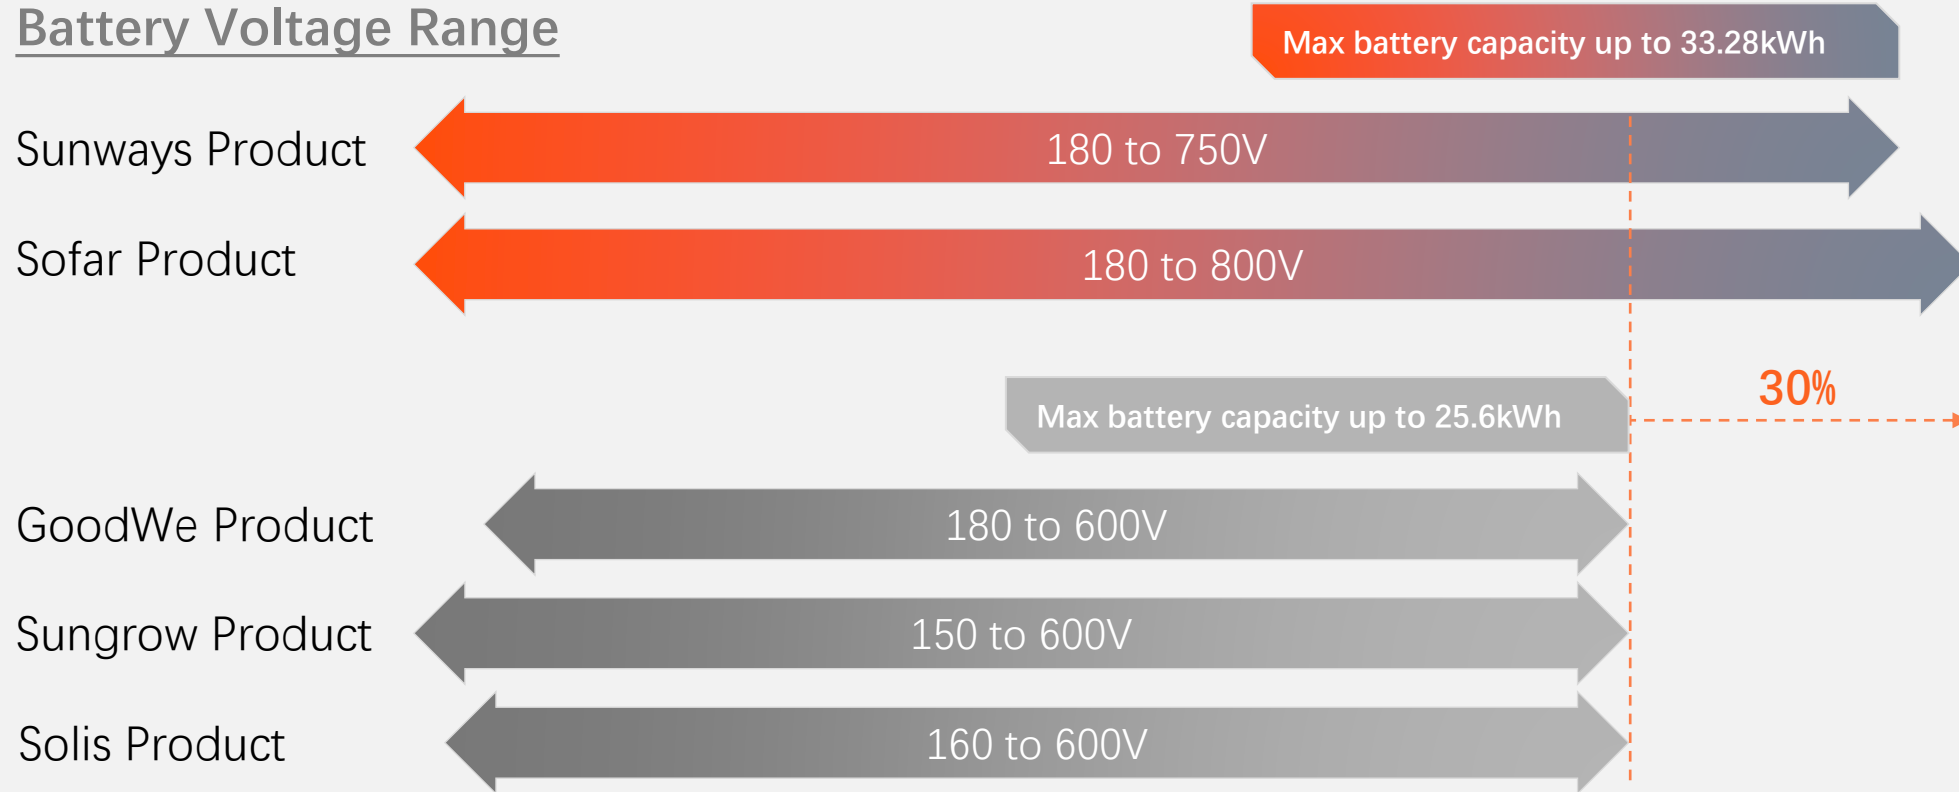 Battery Voltage Range
Max battery capacity up to 33.28kWh
Sunways Product
180 to 750V
Sofar Product
180 to 800V
30%
Max battery capacity up to 25.6kWh
GoodWe Product
180 to 600V
Sungrow Product
150 to 600V
Solis Product
160 to 600V